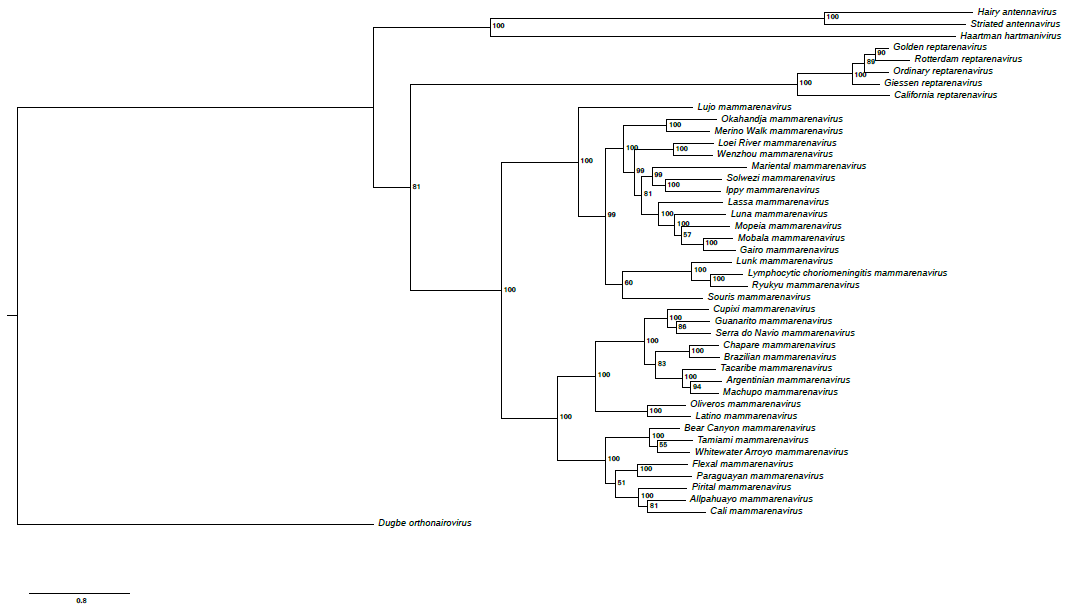 Hairy antennavirus
100
Striated antennavirus
100
Haartman hartmanivirus
Golden reptarenavirus
90
Rotterdam reptarenavirus
89
Ordinary reptarenavirus
100
Giessen reptarenavirus
100
California reptarenavirus
Lujo mammarenavirus
Okahandja mammarenavirus
100
Merino Walk mammarenavirus
Loei River mammarenavirus
100
100
Wenzhou mammarenavirus
100
Mariental mammarenavirus
99
99
Solwezi mammarenavirus
100
81
Ippy mammarenavirus
81
Lassa mammarenavirus
100
99
Luna mammarenavirus
100
Mopeia mammarenavirus
57
Mobala mammarenavirus
100
Gairo mammarenavirus
Lunk mammarenavirus
100
Lymphocytic choriomeningitis mammarenavirus
100
60
Ryukyu mammarenavirus
100
Souris mammarenavirus
Cupixi mammarenavirus
100
Guanarito mammarenavirus
86
Serra do Navio mammarenavirus
100
Chapare mammarenavirus
100
Brazilian mammarenavirus
83
Tacaribe mammarenavirus
100
100
Argentinian mammarenavirus
94
Machupo mammarenavirus
Oliveros mammarenavirus
100
100
Latino mammarenavirus
Bear Canyon mammarenavirus
100
Tamiami mammarenavirus
55
Whitewater Arroyo mammarenavirus
100
Flexal mammarenavirus
100
Paraguayan mammarenavirus
51
Pirital mammarenavirus
100
Allpahuayo mammarenavirus
81
Cali mammarenavirus
Dugbe orthonairovirus
0.8